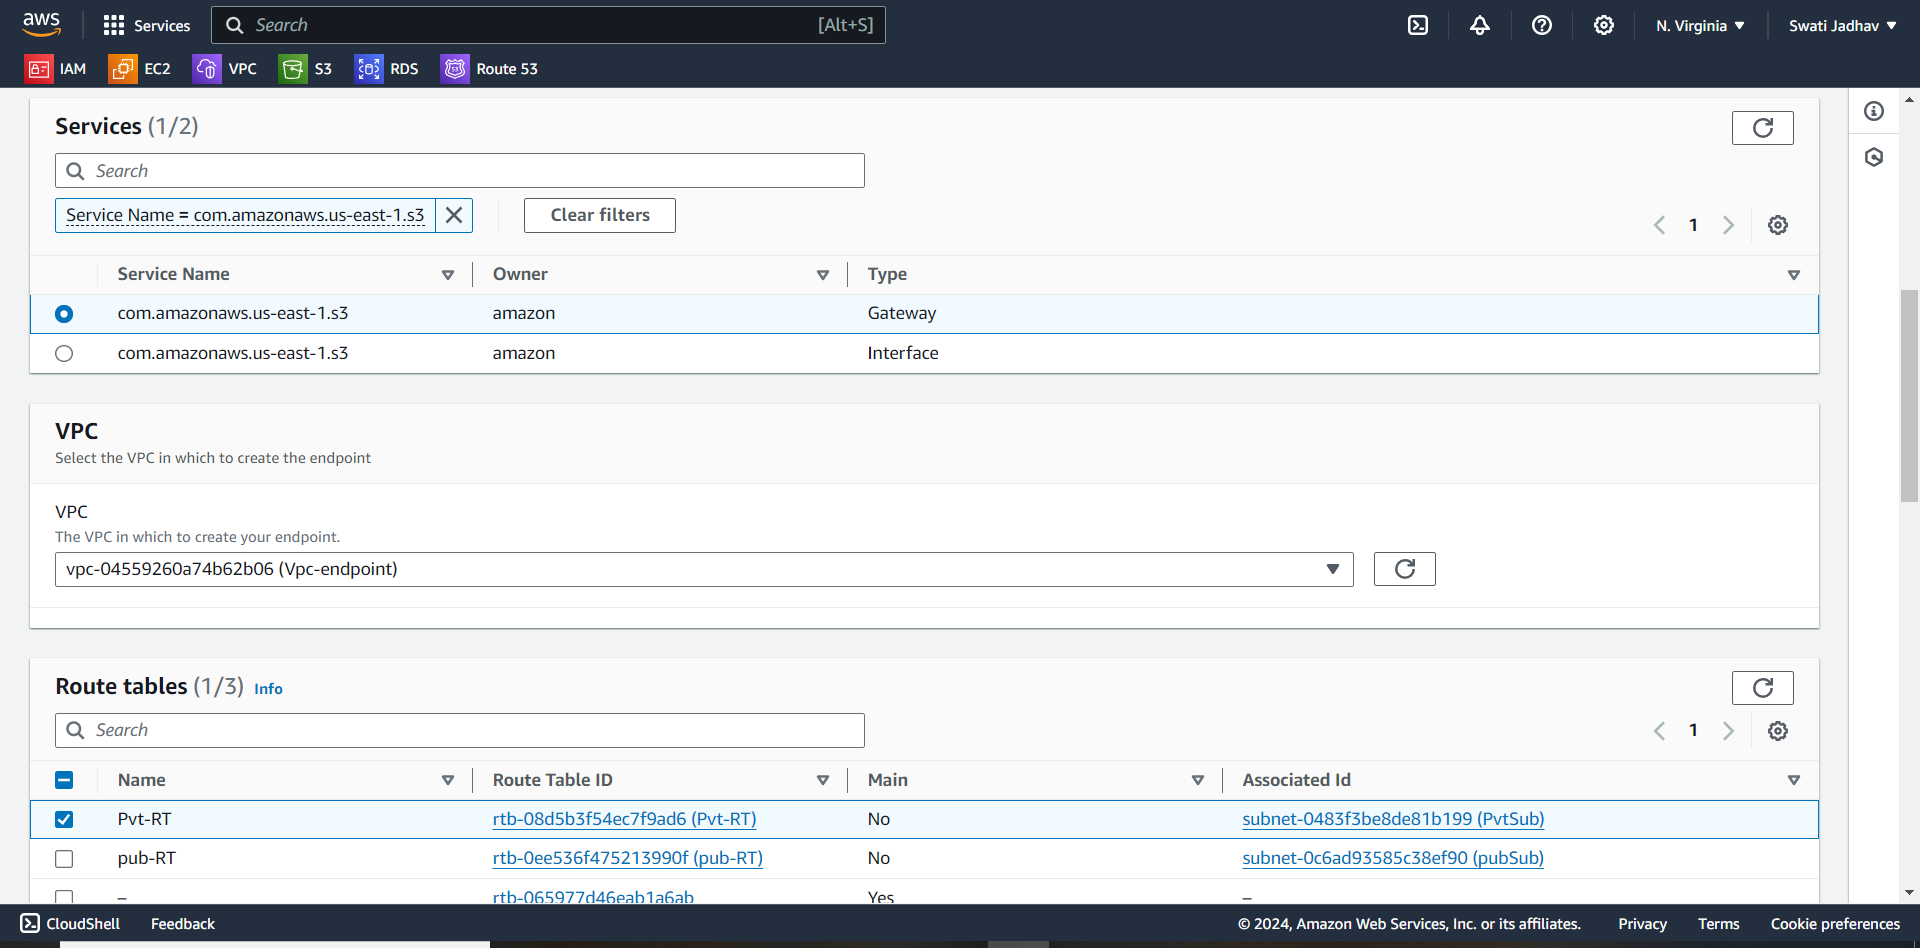 aws Services Search [Alt+S] N. Virginia Swati Jadhav
IAM EC2 VPC S3 RDS Route 53
Services (1/2)
Search
Service Name = com.amazonaws.us-east-1.s3 Clear filters
1
Service Name Owner Type
com.amazonaws.us-east-1.s3 amazon Gateway
com.amazonaws.us-east-1.s3 amazon Interface
VPC
Select the VPC in which to create the endpoint
VPC
The VPC in which to create your endpoint.
vpc-04559260a74b62b06 (Vpc-endpoint)
Route tables (1/3) Info
Search
1
Name Route Table ID Main Associated Id
Pvt-RT rtb-08d5b3f54ec7f9ad6 (Pvt-RT) No subnet-0483f3be8de81b199 (PvtSub)
pub-RT rtb-0ee536f475213990f (pub-RT) No subnet-0c6ad93585c38ef90 (pubSub)
– rtb-065977d46eab1a6ab Yes –
CloudShell Feedback © 2024, Amazon Web Services, Inc. or its affiliates. Privacy Terms Cookie preferences